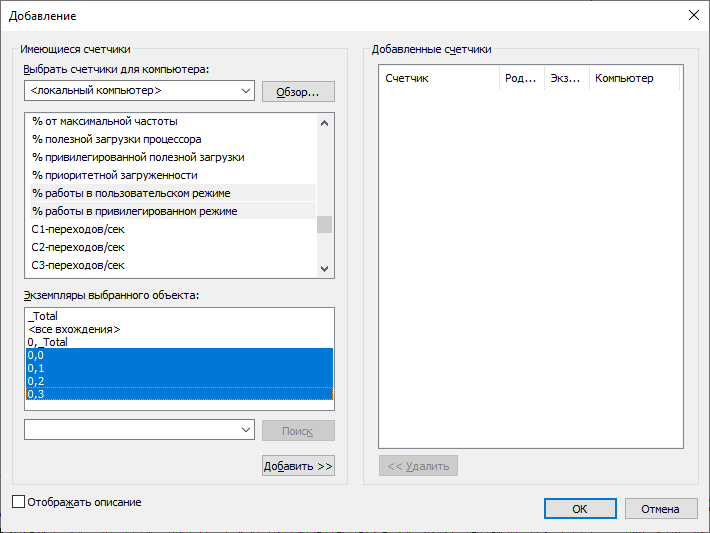 Добавление
Имеющиеся счетчики
Выбрать счетчики для компьютера:
<локальный компьютер>
Обзор...
% от максимальной частоты
% полезной загрузки процессора
% привилегированной полезной загрузки
% приоритетной загруженности
% работы в пользовательском режиме
% работы в привилегированном режиме
C1-переходов/сек
C2-переходов/сек
C3-переходов/сек
Экземпляры выбранного объекта:
_Total
<все вхождения>
0,_Total
0,0
0,1
0,2
0,3
Поиск
Добавить >>
Отображать описание
Добавленные счетчики
Счетчик
Род...
Экз...
Компьютер
<< Удалить
ОК
Отмена